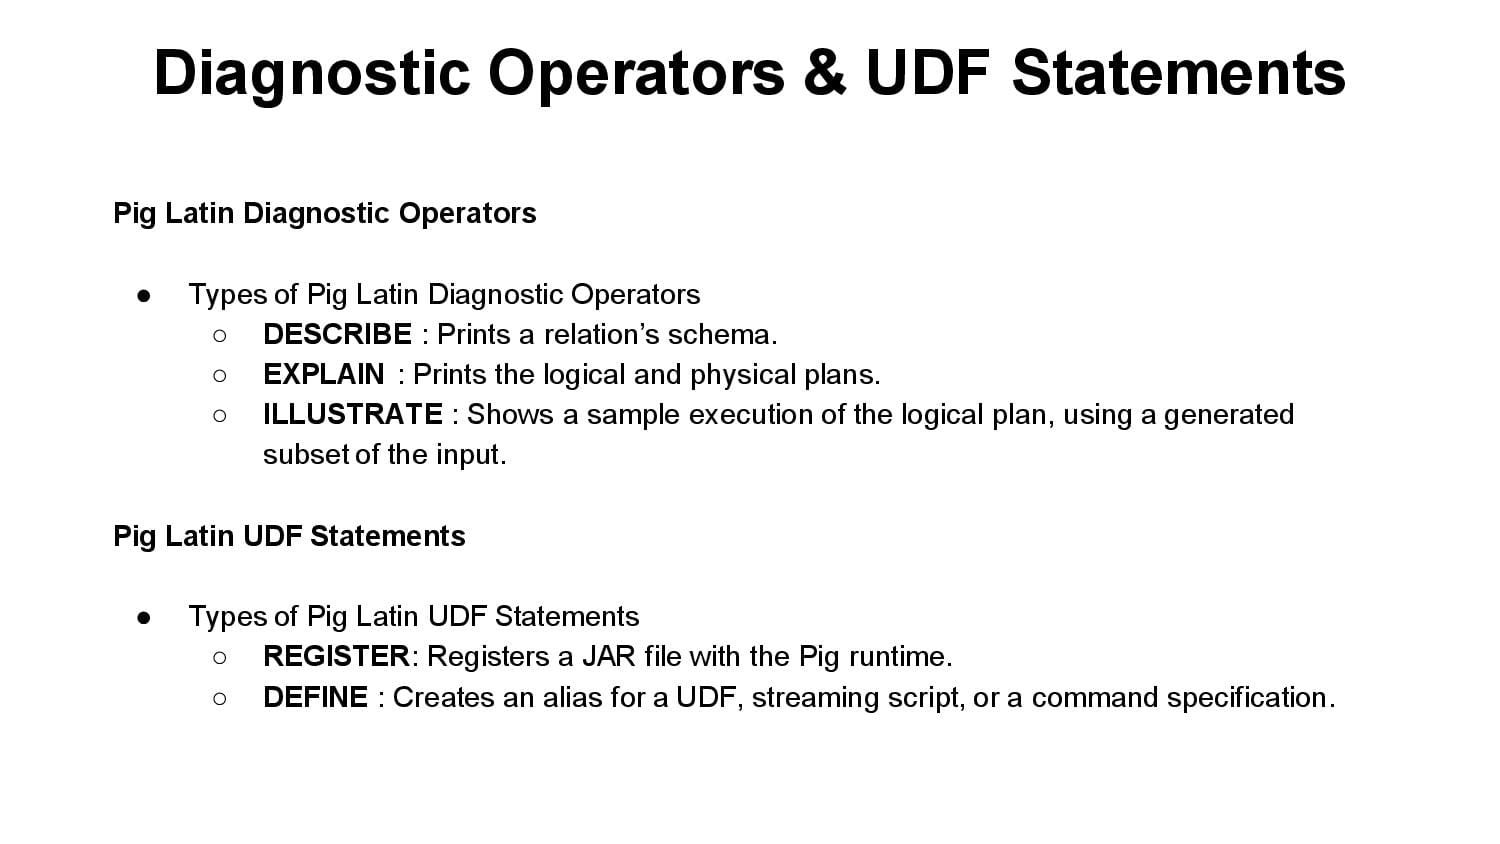 Diagnostic Operators & UDF Statements
Pig Latin Diagnostic Operators
● Types of Pig Latin Diagnostic Operators
○ DESCRIBE : Prints a relation’s schema.
○ EXPLAIN : Prints the logical and physical plans.
○ ILLUSTRATE : Shows a sample execution of the logical plan, using a generated
subset of the input.
Pig Latin UDF Statements
● Types of Pig Latin UDF Statements
○ REGISTER: Registers a JAR file with the Pig runtime.
○ DEFINE : Creates an alias for a UDF, streaming script, or a command specification.